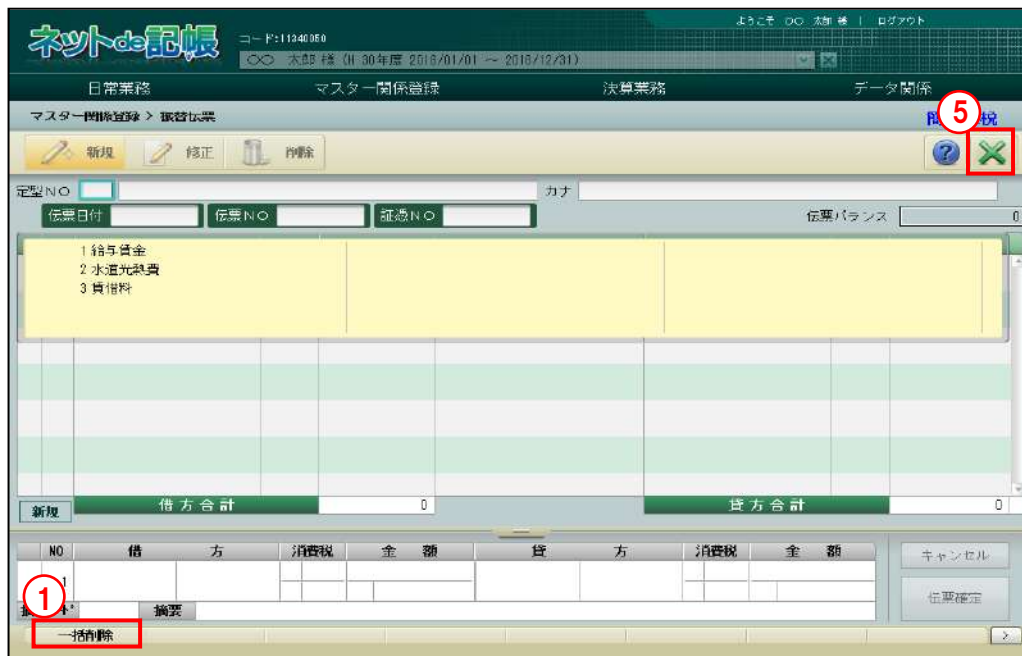 ようこそ 〇〇 太郎 様 | ログアウト
ネットde記帳
コード:11340050
〇〇 太郎 様 (H 30年度 2018/01/01 ～ 2018/12/31)
日常業務 マスター関係登録 決算業務 データ関係
マスター関係登録 > 振替伝票
税
5
新規 修正 削除
定型NO カナ
伝票日付 伝票NO 証憑NO 伝票バランス 0
1 給与賃金
2 水道光熱費
3 賃借料
新規 借方合計 0 貸方合計 0
NO 借 方 消費税 金 額 貸 方 消費税 金 額 キャンセル
1
伝票確定
1 摘要
一括削除 >